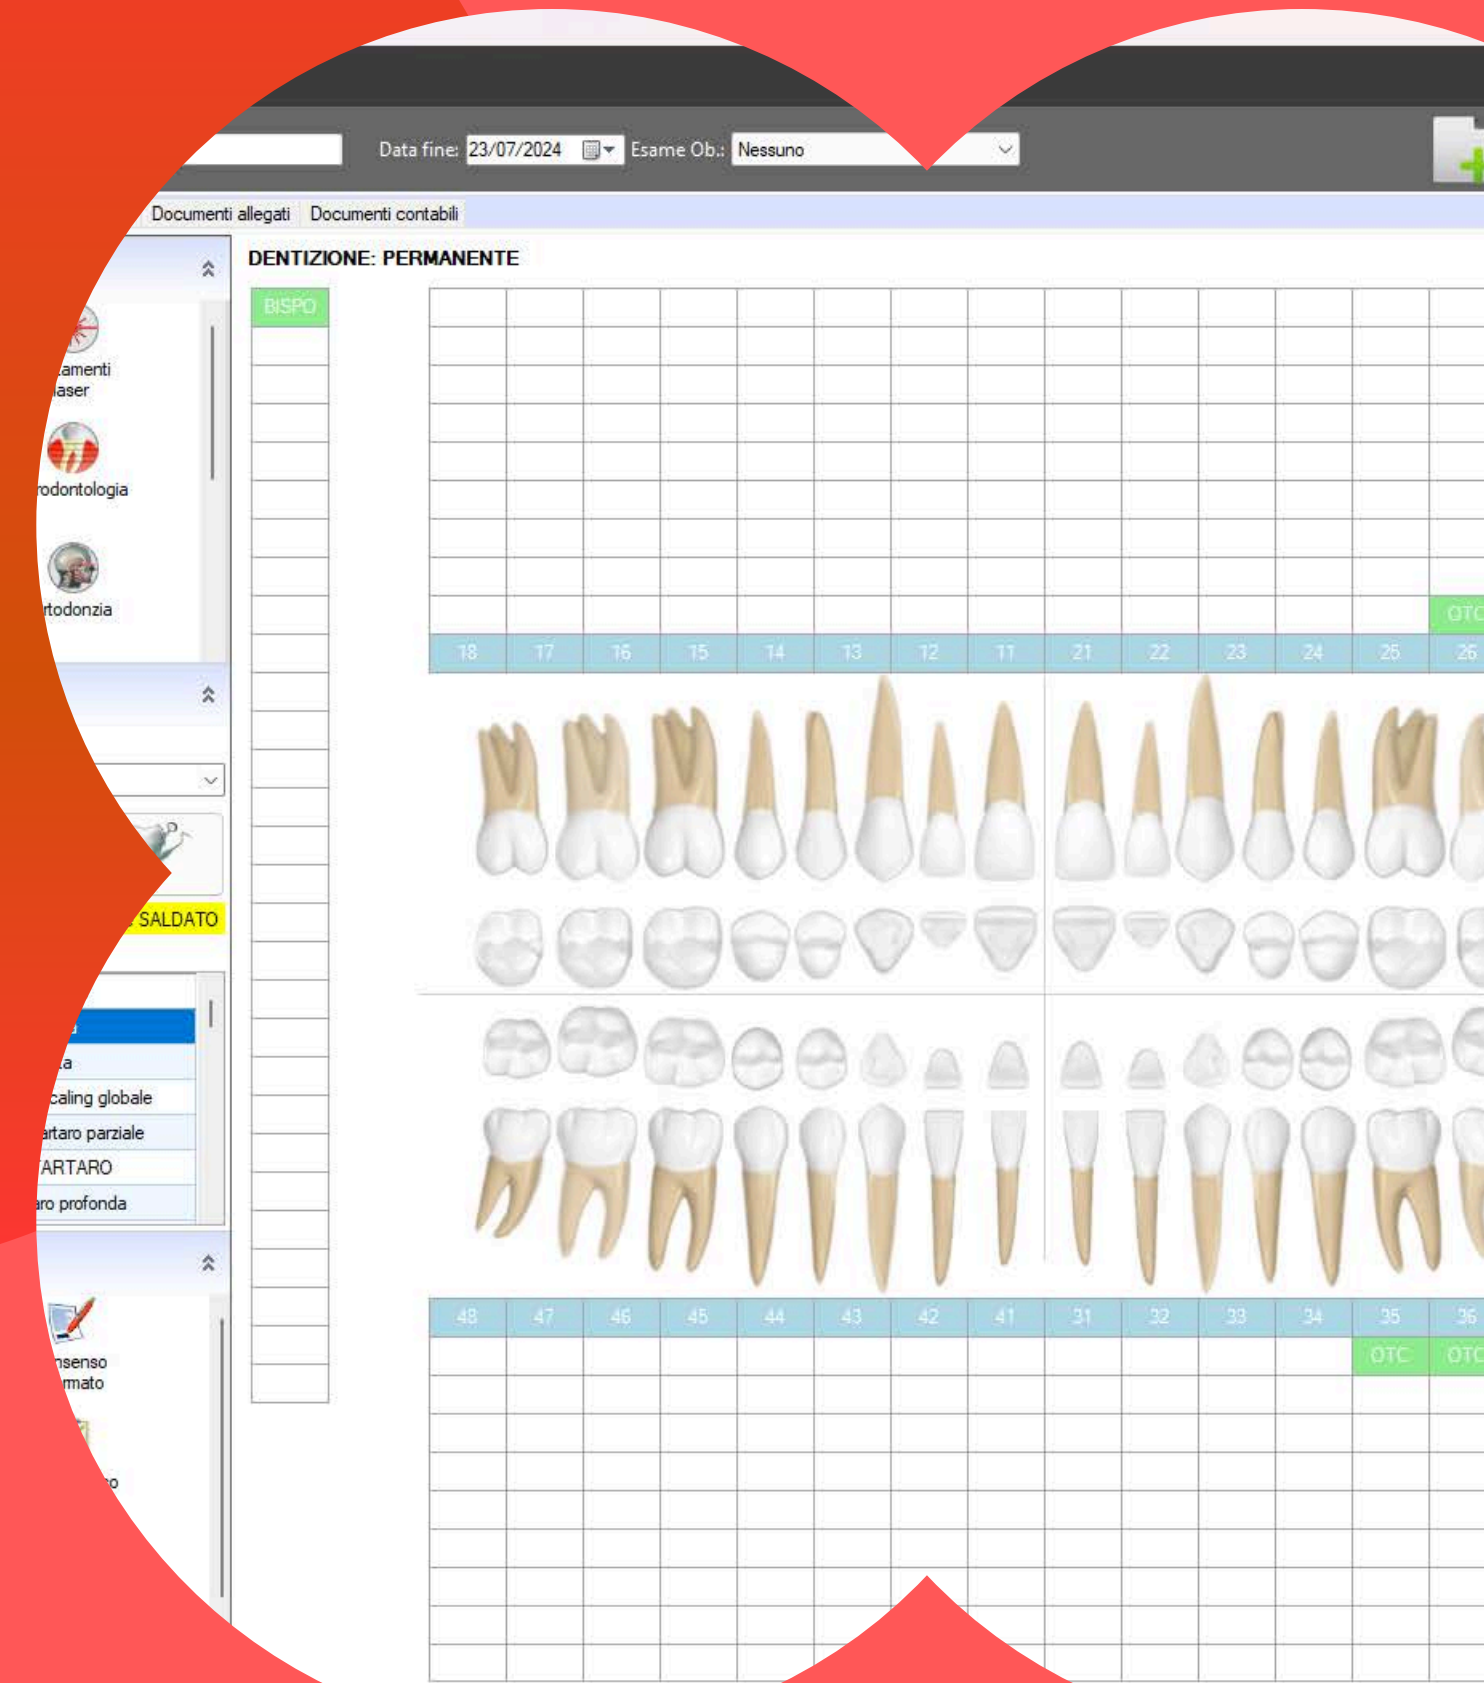 Data fine: 23/07/2024 Esame Ob.: Nessuno
Documenti allegati Documenti contabili
DENTIZIONE: PERMANENTE
BISPO
amenti
laser
odontologia
rtodonzia
OTC
18 17 16 15 14 13 12 11 21 22 23 24 25 26
SALDATO
a
caling globale
artaro parziale
ARTARO
aro profonda
48 47 46 45 44 43 42 41 31 32 33 34 35 36
OTC OTC
nsenso
rmato
o